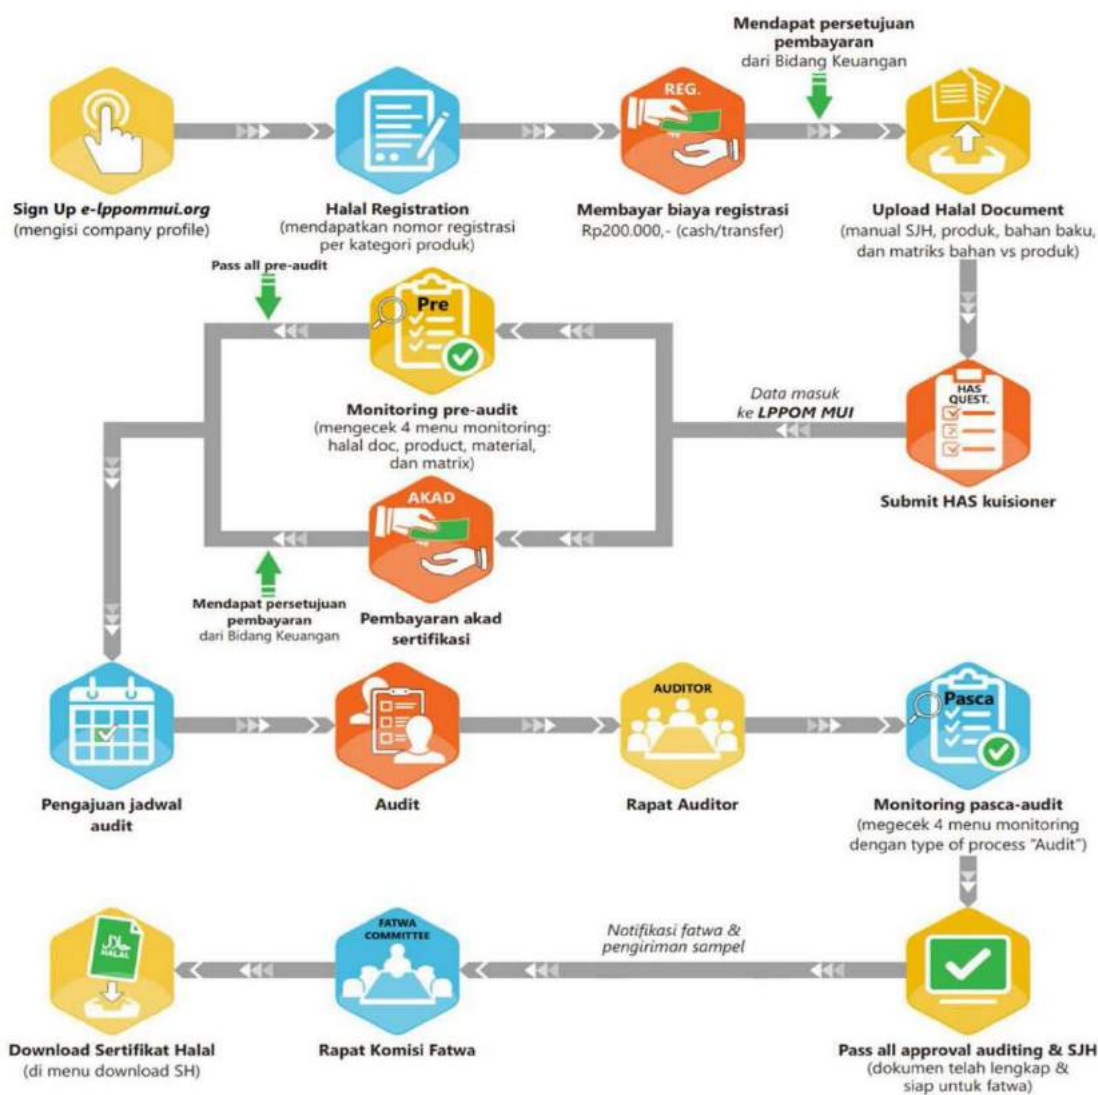 Mendapat persetujuan
pembayaran
dari Bidang Keuangan
REG.
Sign Up e-lppommui.org
(mengisi company profile)
Halal Registration
(mendapatkan nomor registrasi
per kategori produk)
Membayar biaya registrasi
Rp200.000,- (cash/transfer)
Upload Halal Document
(manual SJH, produk, bahan baku,
dan matriks bahan vs produk)
Pass all pre-audit
Pre
Monitoring pre-audit
(mengecek 4 menu monitoring:
halal doc, product, material,
dan matrix)
Data masuk
ke LPPOM MUI
HAS
QUEST.
Submit HAS kuisioner
AKAD
Mendapat persetujuan
pembayaran
dari Bidang Keuangan
Pembayaran akad
sertifikasi
Pengajuan jadwal
audit
Audit
AUDITOR
Rapat Auditor
Pasca
Monitoring pasca-audit
(megecek 4 menu monitoring
dengan type of process "Audit")
HALAL
Download Sertifikat Halal
(di menu download SH)
FATWA
COMMITTEE
Rapat Komisi Fatwa
Notifikasi fatwa &
pengiriman sampel
Pass all approval auditing & SJH
(dokumen telah lengkap &
siap untuk fatwa)